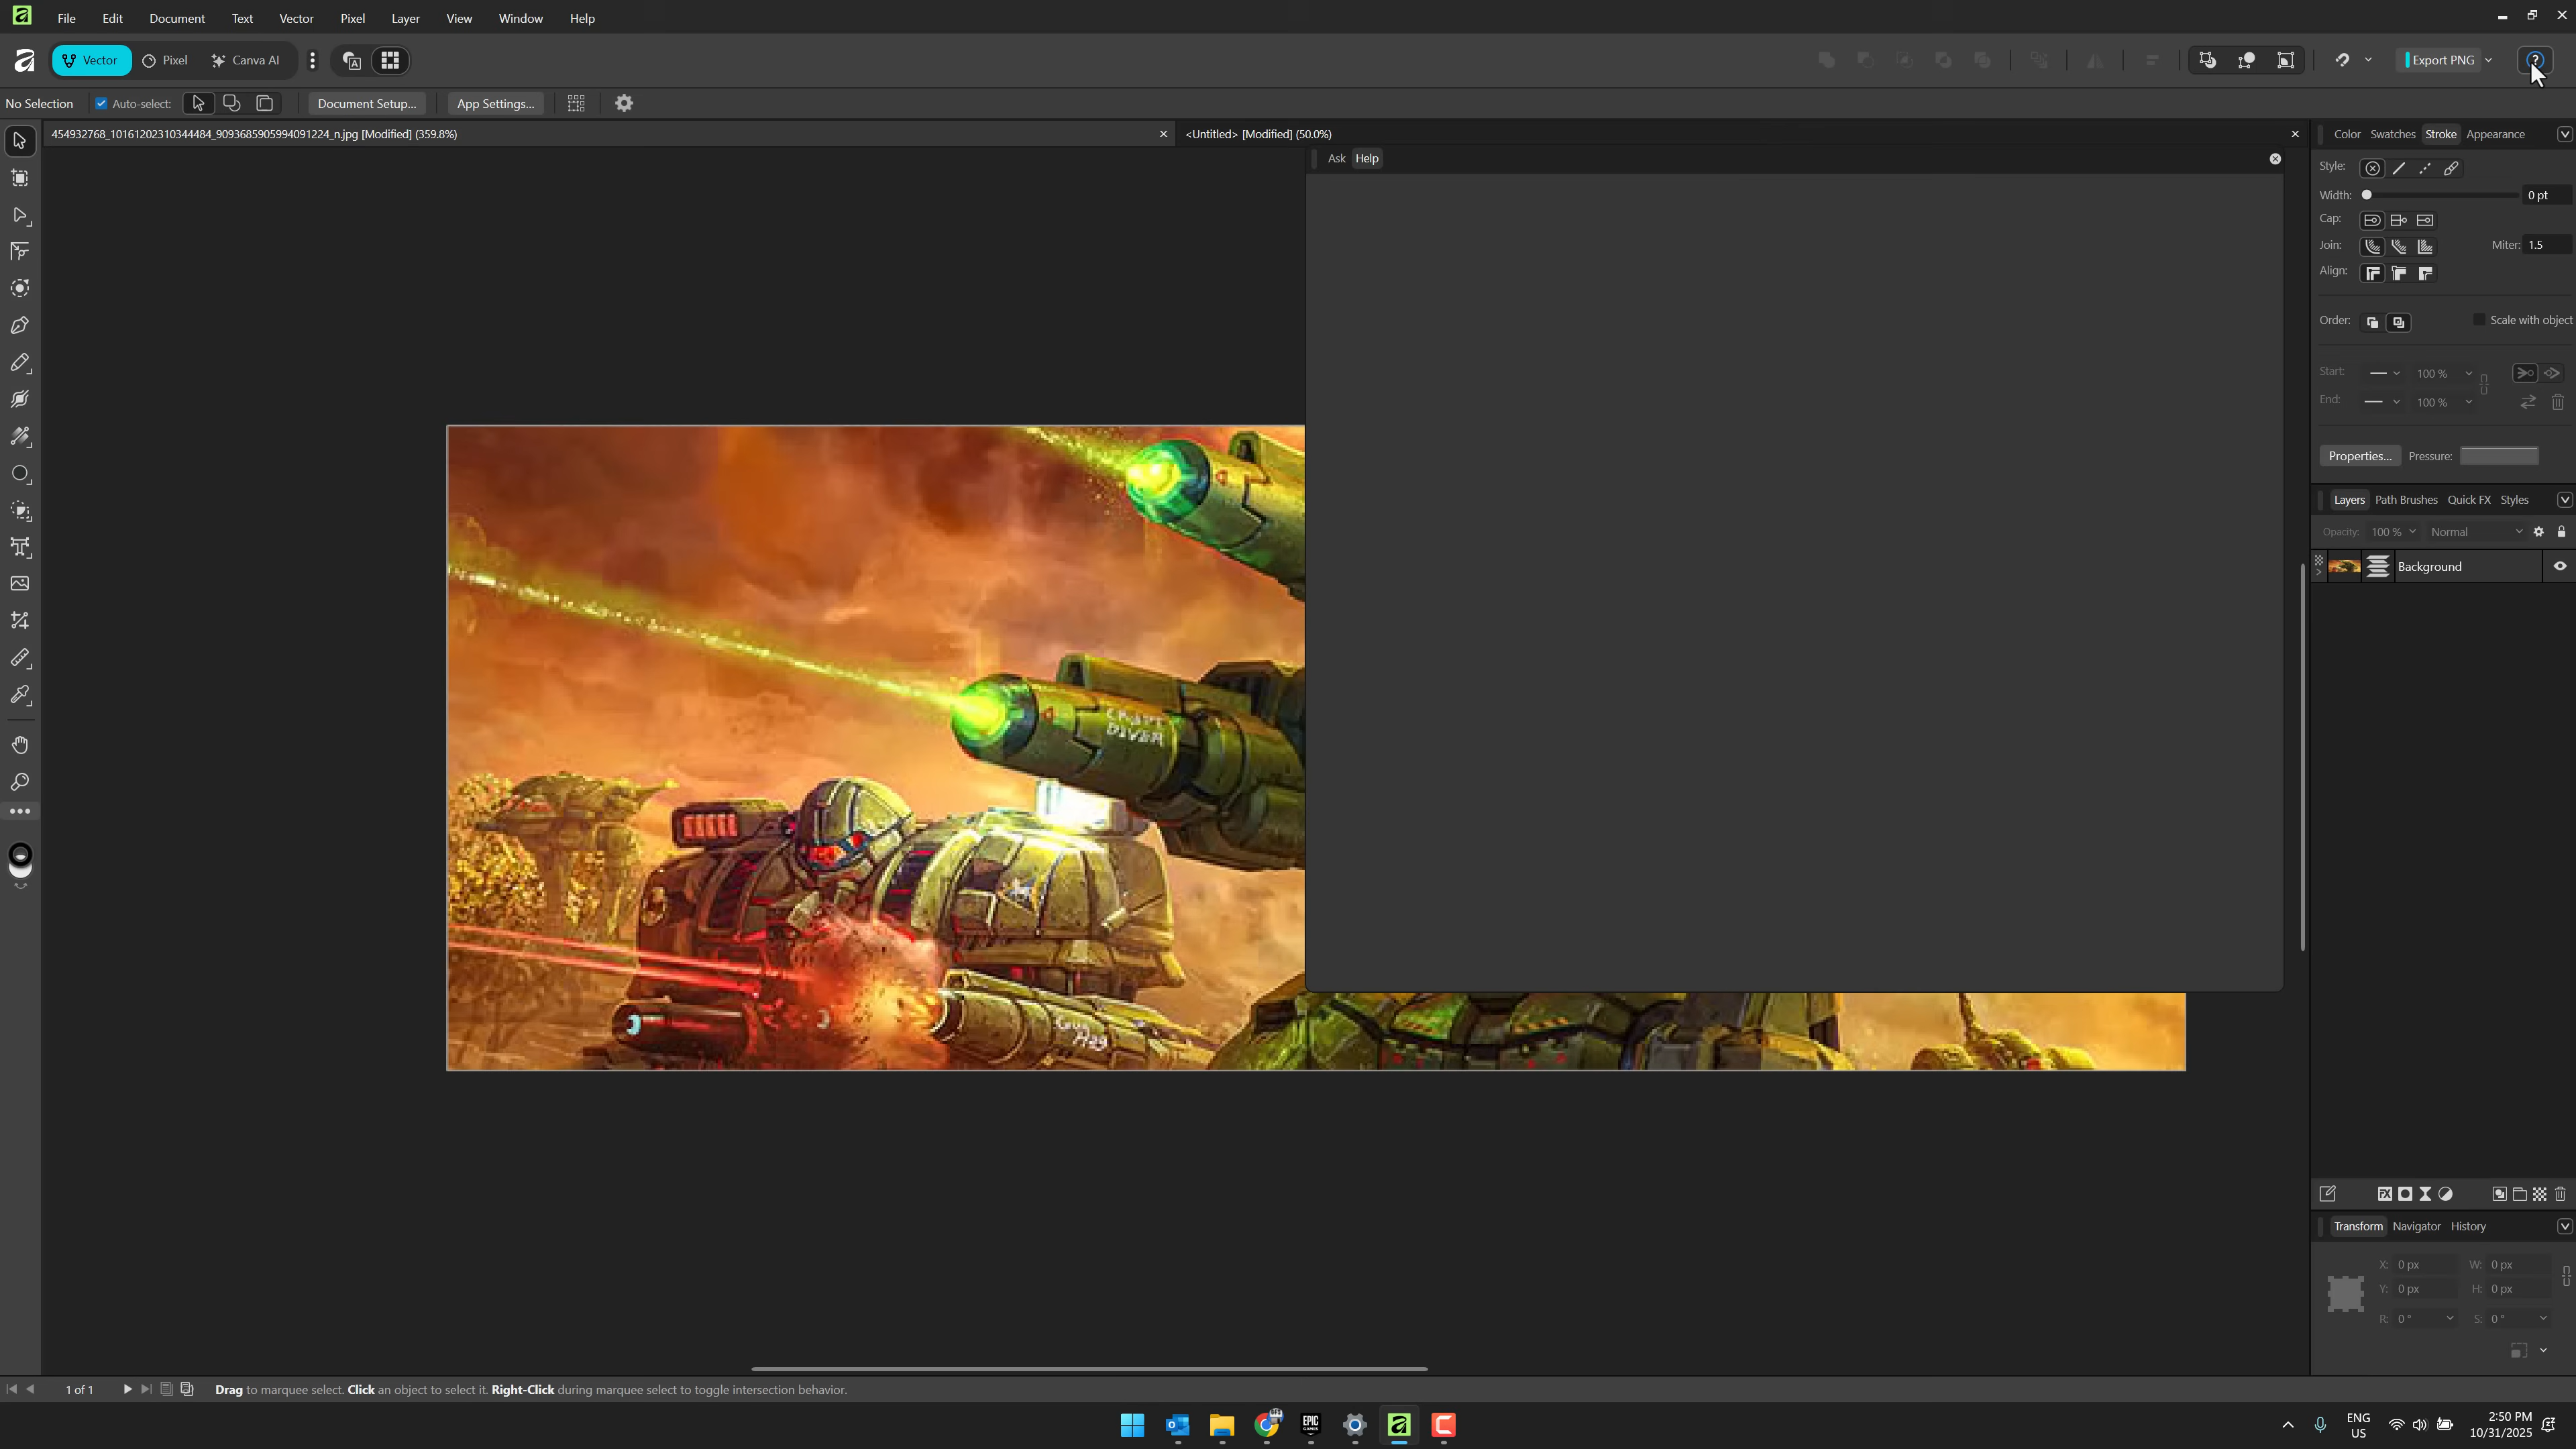 File Edit Document Text Vector Pixel Layer View Window Help
Vector Pixel Canva AI Export PNG
No Selection Auto-select: Document Setup... App Settings...
454932768_10161202310344484_9093685905994091224_n.jpg [Modified] (359.8%)
<Untitled> [Modified] (50.0%)
Ask Help
Color Swatches Stroke Appearance
Style:
Width: 0 pt
Cap:
Join: Miter: 1.5
Align:
Order: Scale with object
Start: 100 %
End: 100 %
Properties... Pressure:
Layers Path Brushes Quick FX Styles
Opacity: 100 % Normal
Background
CRAPT
DIVER
Transform Navigator History
X: 0 px W: 0 px
Y: 0 px H: 0 px
R: 0 ° S: 0 °
1 of 1 Drag to marquee select. Click an object to select it. Right-Click during marquee select to toggle intersection behavior.
EPIC
GAMES
ENG
US
2:50 PM
10/31/2025